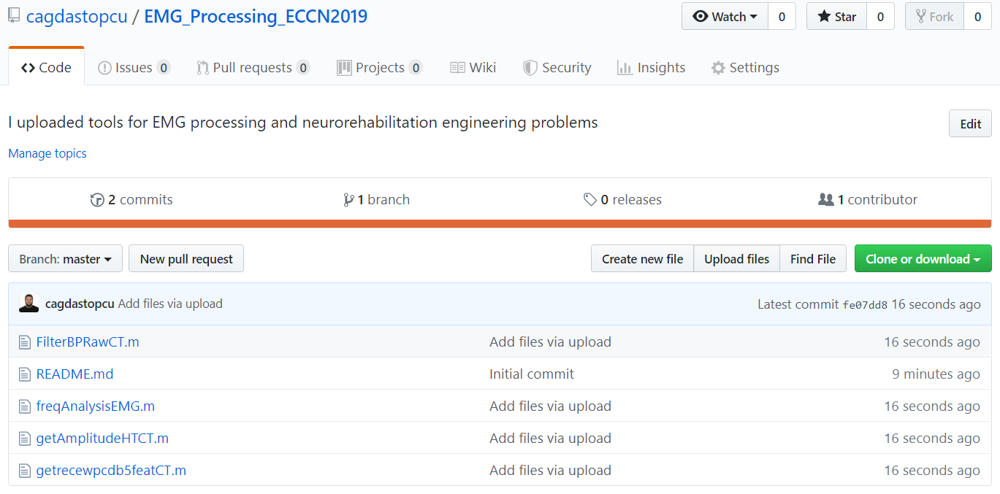 cagdastopcu / EMG_Processing_ECCN2019 Watch 0 Star 0 Fork 0
Code Issues 0 Pull requests 0 Projects 0 Wiki Security Insights Settings
I uploaded tools for EMG processing and neurorehabilitation engineering problems Edit
Manage topics
2 commits 1 branch 0 releases 1 contributor
Branch: master New pull request Create new file Upload files Find File Clone or download
cagdastopcu Add files via upload Latest commit fe07dd8 16 seconds ago
FilterBPRawCT.m Add files via upload 16 seconds ago
README.md Initial commit 9 minutes ago
freqAnalysisEMG.m Add files via upload 16 seconds ago
getAmplitudeHTCT.m Add files via upload 16 seconds ago
getrecewpcdb5featCT.m Add files via upload 16 seconds ago